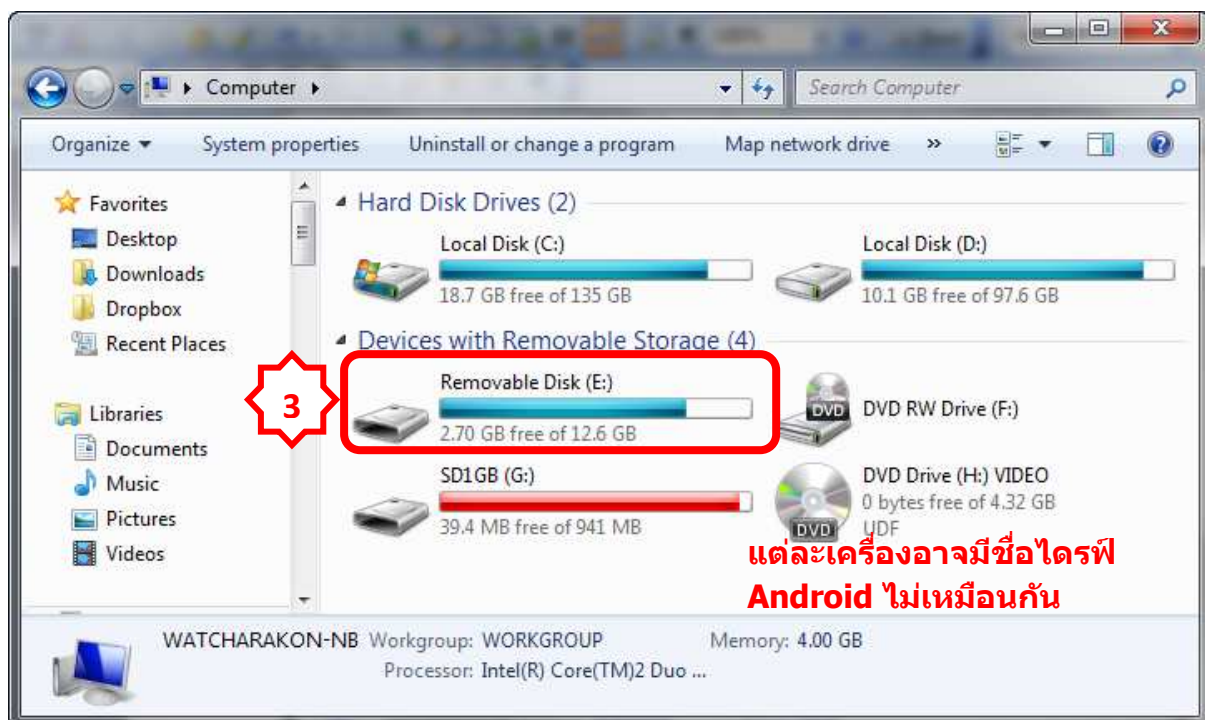 Computer
Search Computer
Organize
System properties
Uninstall or change a program
Map network drive
»
Favorites
Desktop
Downloads
Dropbox
Recent Places
Libraries
Documents
Music
Pictures
Videos
Hard Disk Drives (2)
Local Disk (C:)
18.7 GB free of 135 GB
Local Disk (D:)
10.1 GB free of 97.6 GB
Devices with Removable Storage (4)
3
Removable Disk (E:)
2.70 GB free of 12.6 GB
DVD
DVD RW Drive (F:)
SD1GB (G:)
39.4 MB free of 941 MB
DVD
DVD Drive (H:) VIDEO
0 bytes free of 4.32 GB
UDF
แต่ละเครื่องอาจมีชื่อไดรฟ์
Android ไม่เหมือนกัน
WATCHARAKON-NB Workgroup: WORKGROUP Memory: 4.00 GB
Processor: Intel(R) Core(TM)2 Duo ...